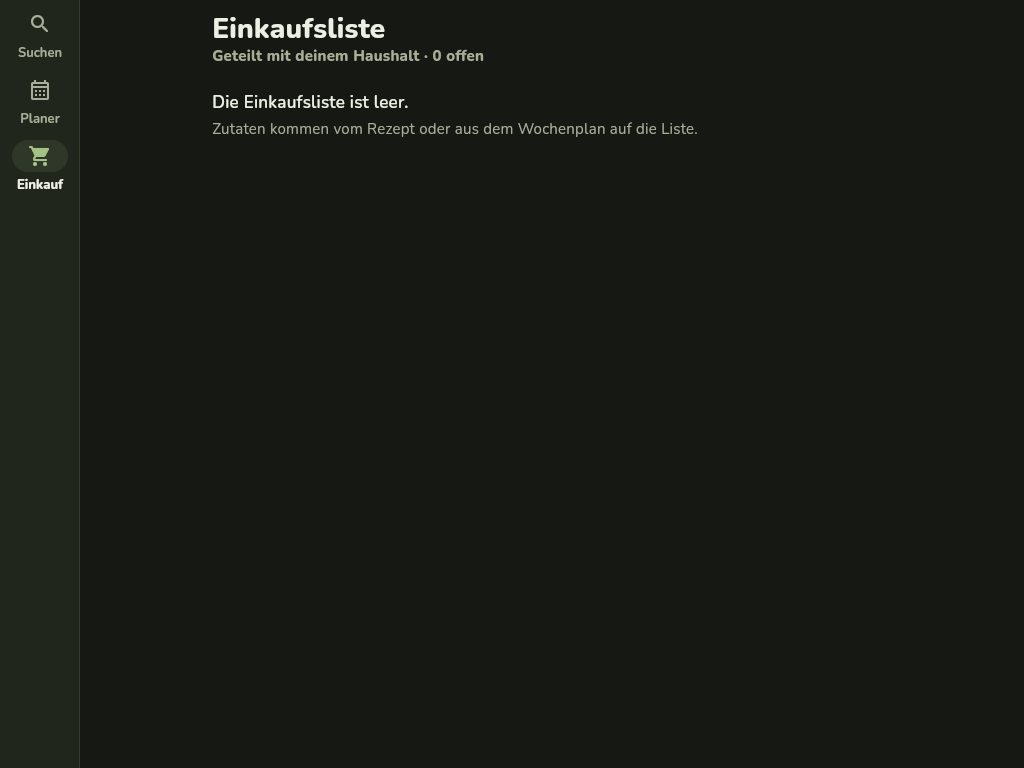 Suchen
Planer
Einkauf
Einkaufsliste
Geteilt mit deinem Haushalt · 0 offen
Die Einkaufsliste ist leer.
Zutaten kommen vom Rezept oder aus dem Wochenplan auf die Liste.